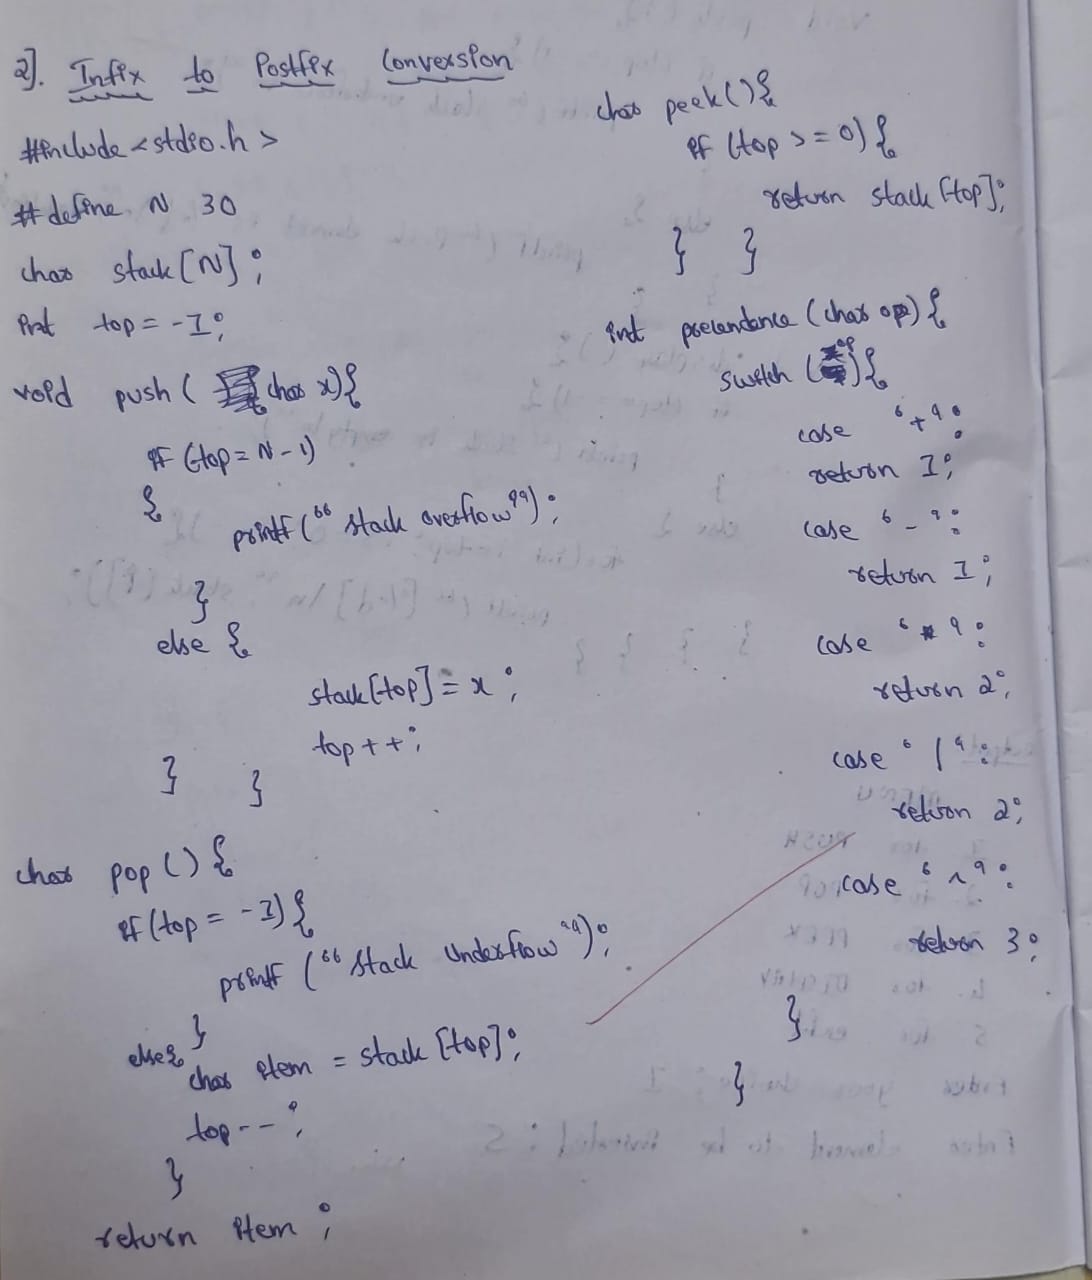 2]. Infix to Postfix Conversion
#include <stdio.h>
#define N 30
char stack[N];
int top = -1;
void push ( char x){
if (top = N - 1)
{
printf (" stack overflow ");
}
else {
stack[top] = x ;
top ++ ;
} }
char pop () {
if (top = -1) {
printf (" Stack Underflow ");
}
else{
char item = stack [top];
top -- ;
}
return item ;
char peek () {
if (top >= 0) {
return stack [top];
} }
int precendance (char op) {
switch (op) {
case '+' :
return 1;
case '-' :
return 1;
case '*' :
return 2;
case '/' :
return 2;
case '^' :
return 3;
}
}